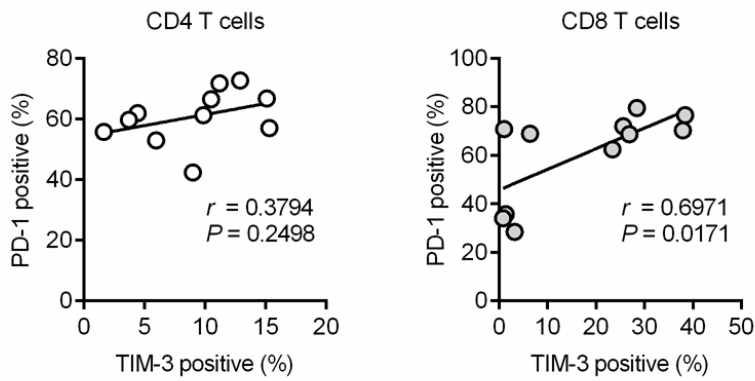 CD4 T cells
PD-1 positive (%)
80
60
40
20
0
r = 0.3794
P = 0.2498
0 5 10 15 20
TIM-3 positive (%)
CD8 T cells
PD-1 positive (%)
100
80
60
40
20
0
r = 0.6971
P = 0.0171
0 10 20 30 40 50
TIM-3 positive (%)